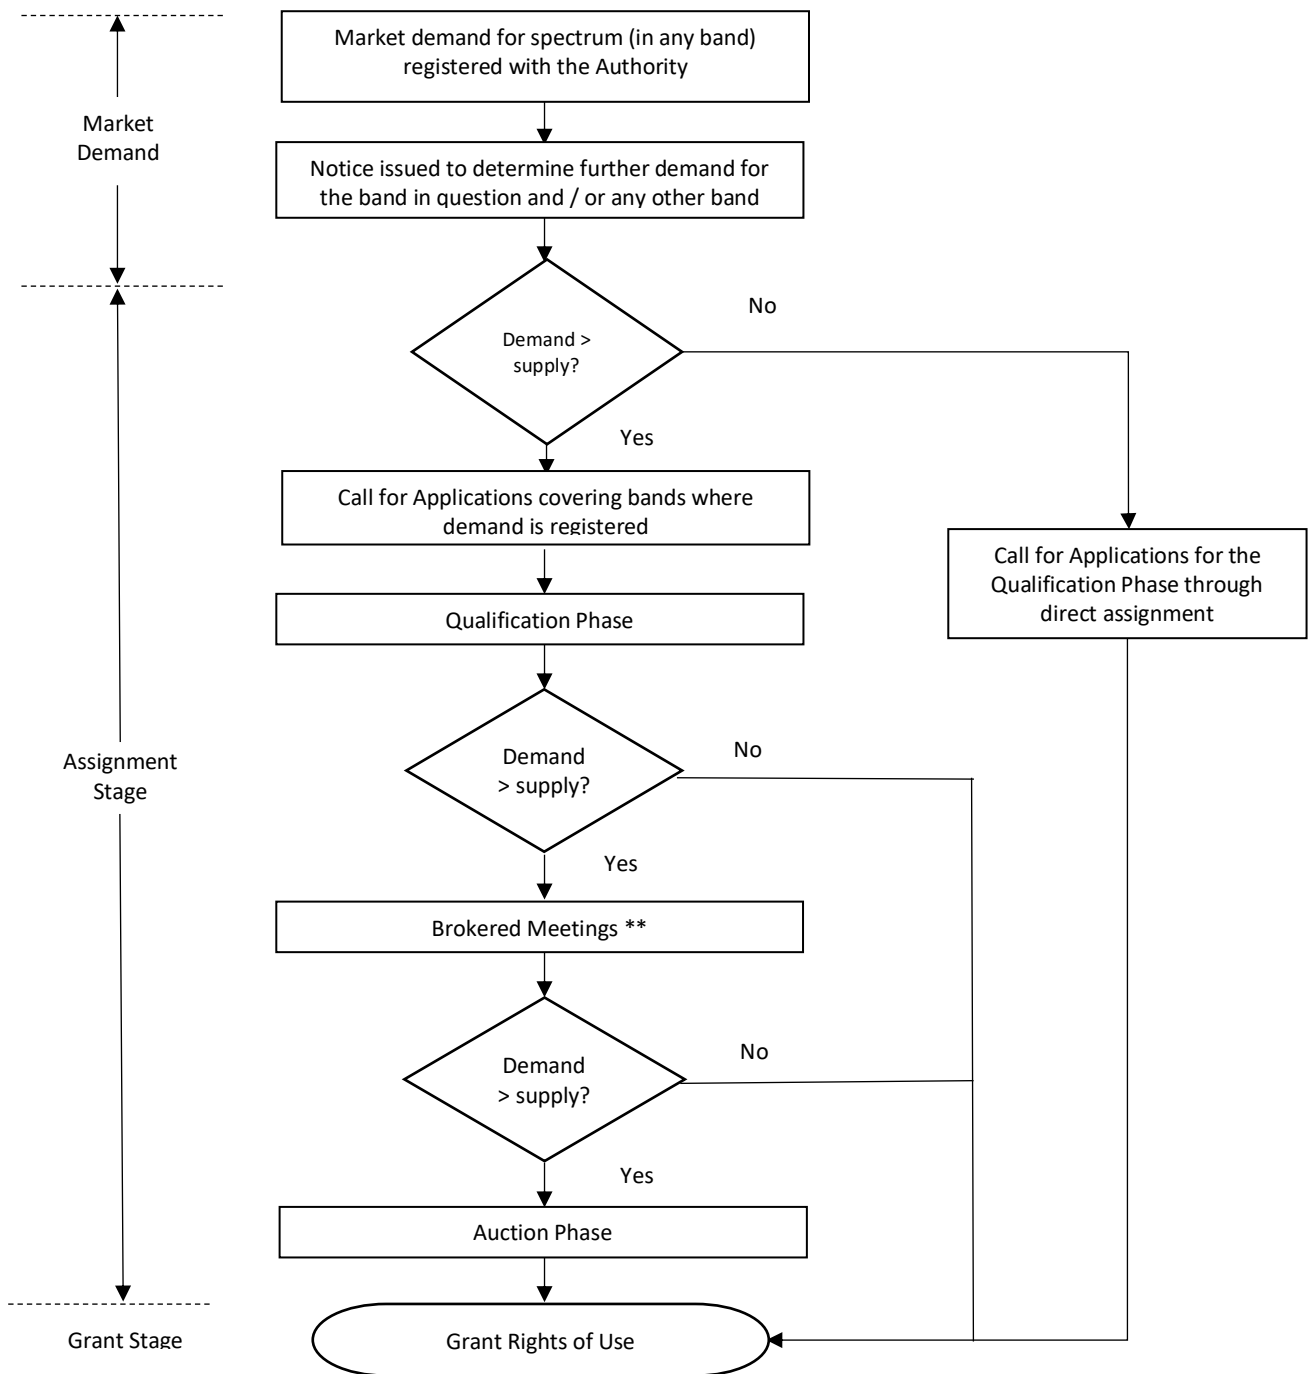 Market demand for spectrum (in any band)
registered with the Authority
Market
Demand
Notice issued to determine further demand for
the band in question and / or any other band
No
Demand >
supply?
Yes
Call for Applications covering bands where
demand is registered
Call for Applications for the
Qualification Phase through
direct assignment
Qualification Phase
Assignment
Stage
Demand
> supply?
No
Yes
Brokered Meetings **
Demand
> supply?
No
Yes
Auction Phase
Grant Stage
Grant Rights of Use